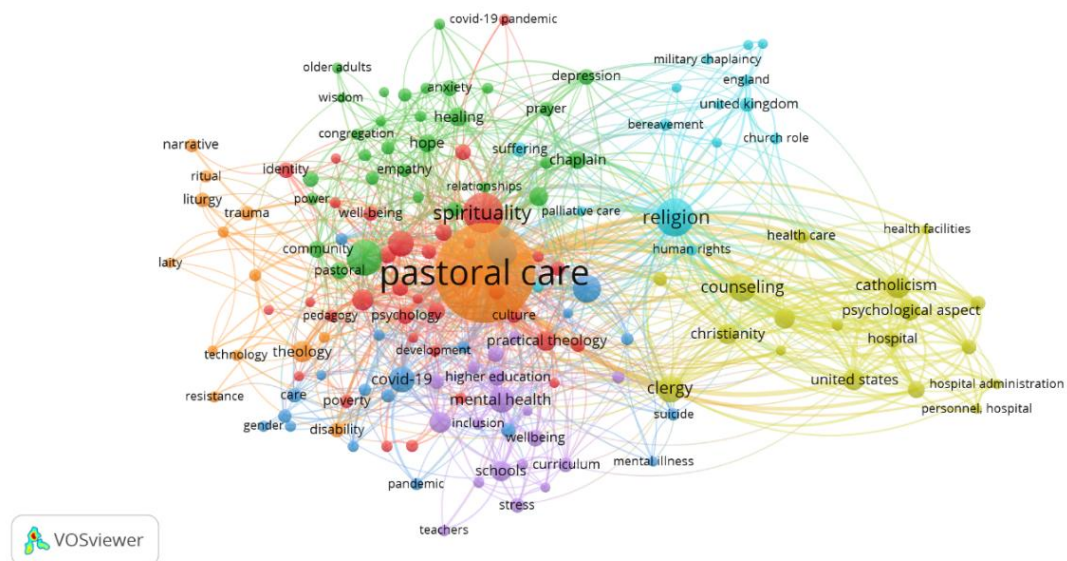 covid-19 pandemic
military chaplaincy
older adults
depression
england
anxiety
wisdom
united kingdom
prayer
healing
bereavement
congregation
church role
narrative
hope
suffering
chaplain
identity
empathy
ritual
relationships
power
liturgy
trauma
well-being
spirituality
palliative care
religion
health facilities
health care
community
human rights
laity
pastoral
pastoral care
counseling
catholicism
psychological aspect
pedagogy
psychology
culture
christianity
practical theology
hospital
technology
theology
development
covid-19
higher education
united states
hospital administration
clergy
resistance
care
poverty
mental health
personnel, hospital
suicide
gender
disability
inclusion
wellbeing
schools
curriculum
mental illness
pandemic
stress
teachers
VOSviewer